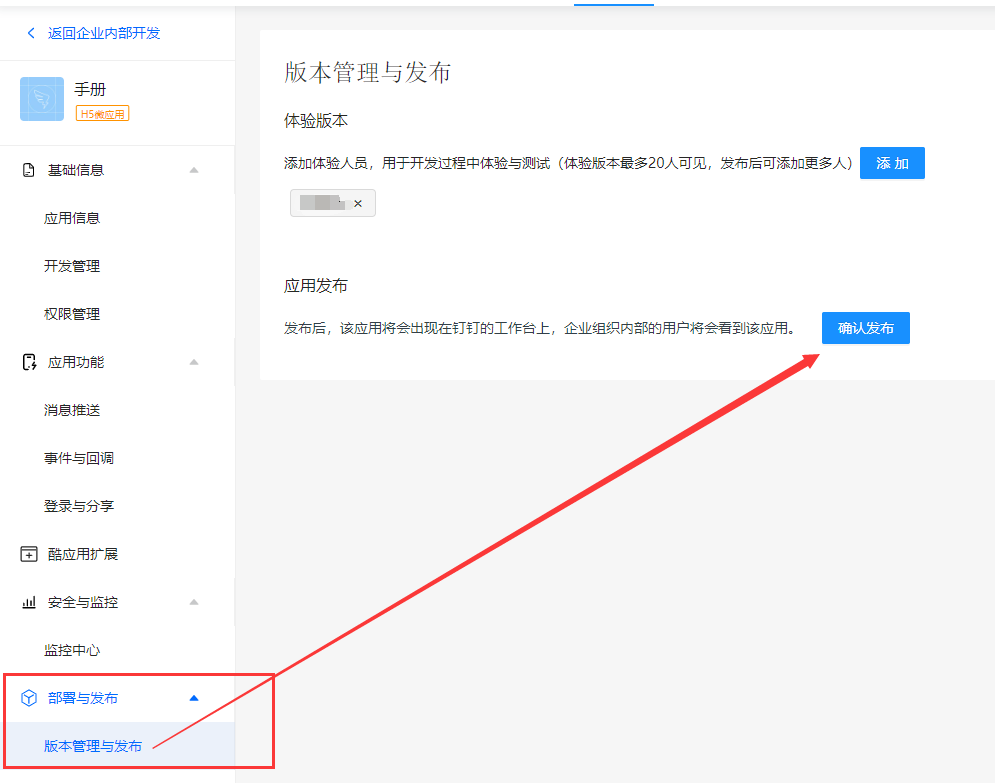 返回企业内部开发
手册
H5微应用
基础信息
应用信息
开发管理
权限管理
应用功能
消息推送
事件与回调
登录与分享
酷应用扩展
安全与监控
监控中心
部署与发布
版本管理与发布
版本管理与发布
体验版本
添加体验人员，用于开发过程中体验与测试（体验版本最多20人可见，发布后可添加更多人） 添 加
×
应用发布
发布后，该应用将会出现在钉钉的工作台上，企业组织内部的用户将会看到该应用。 确认发布